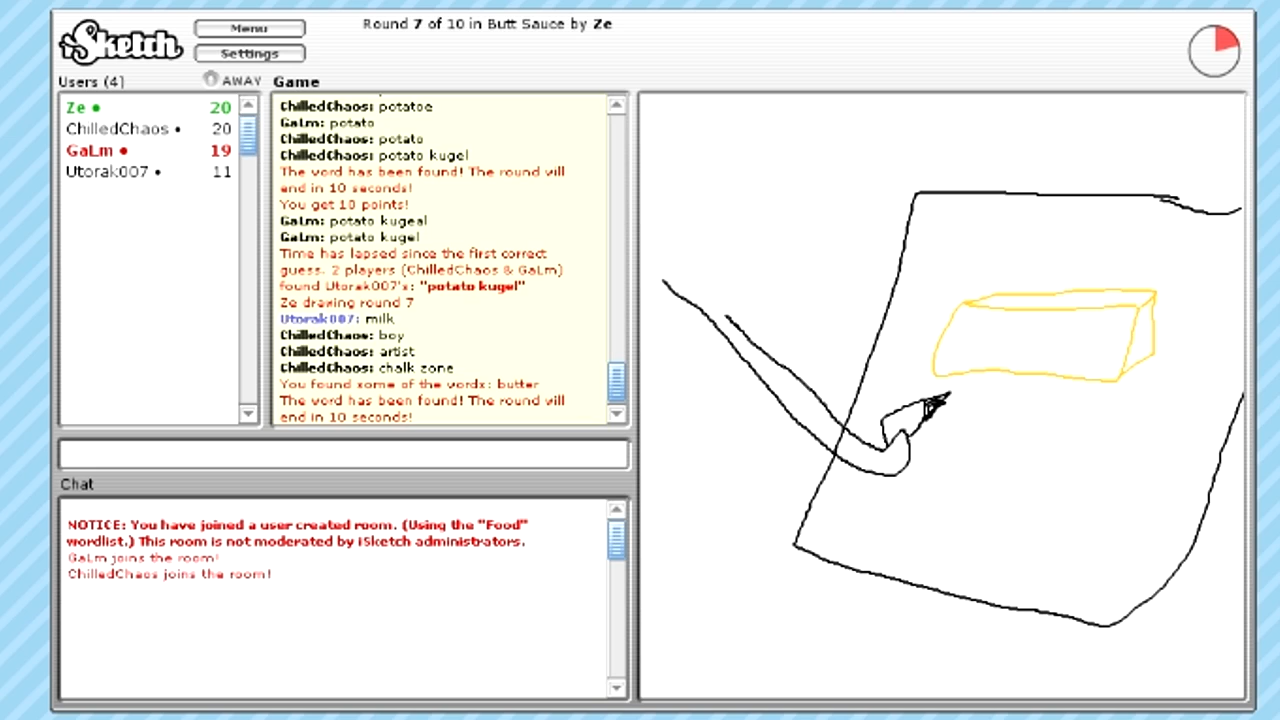 iSketch
Menu
Settings
Round 7 of 10 in Butt Sauce by Ze
Users (4)
AWAY
Game
Ze • 20
ChilledChaos • 20
GaLm • 19
Utorak007 • 11
ChilledChaos: potatoe
GaLm: potato
ChilledChaos: potato
ChilledChaos: potato kugel
The word has been found! The round will
end in 10 seconds!
You get 10 points!
GaLm: potato kugeal
GaLm: potato kugel
Time has lapsed since the first correct
guess. 2 players (ChilledChaos & GaLm)
found Utorak007's: "potato kugel"
Ze drawing round 7
Utorak007: milk
ChilledChaos: boy
ChilledChaos: artist
ChilledChaos: chalk zone
You found some of the words: butter
The word has been found! The round will
end in 10 seconds!
Chat
NOTICE: You have joined a user created room. (Using the "Food"
wordlist.) This room is not moderated by iSketch administrators.
GaLm joins the room!
ChilledChaos joins the room!